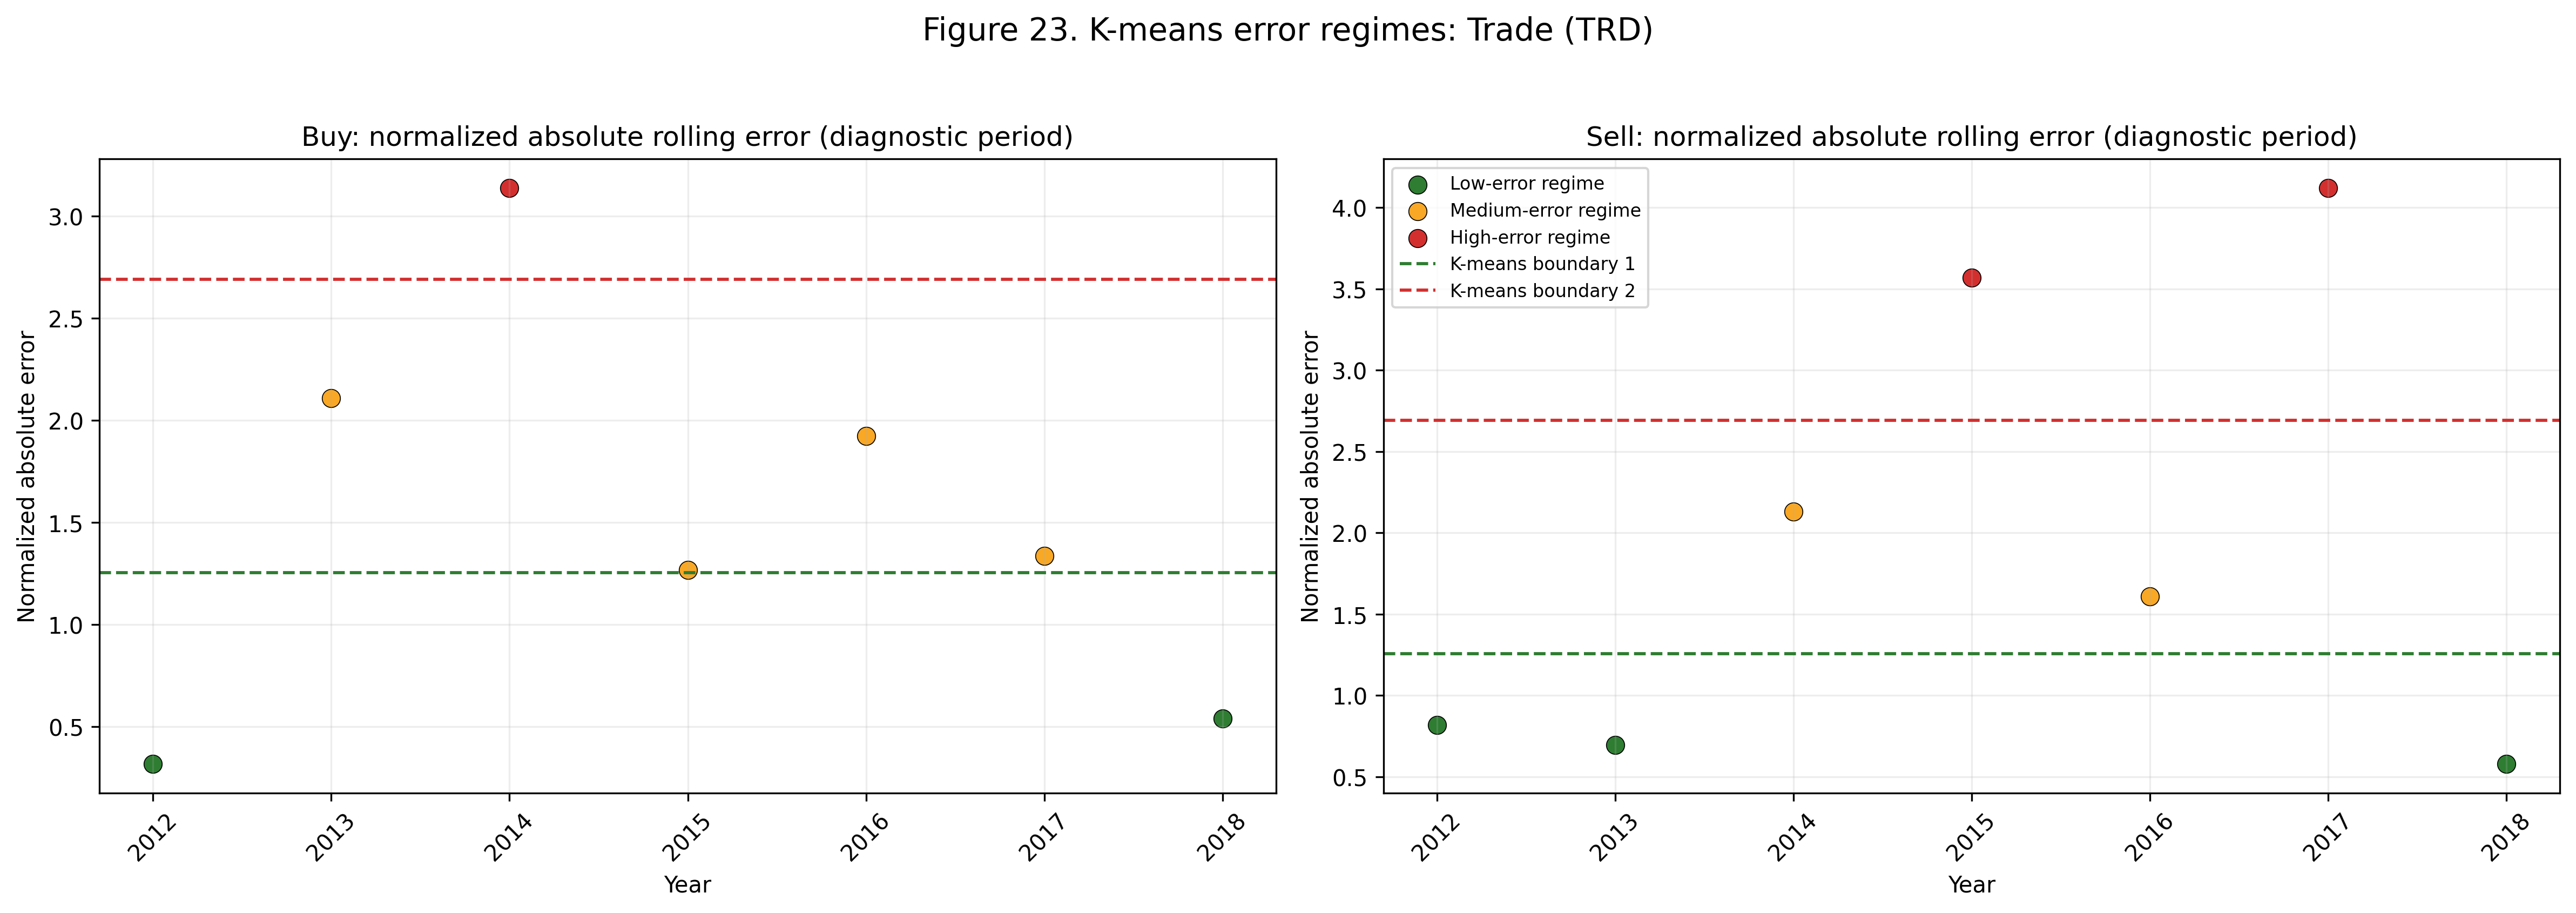 Figure 23. K-means error regimes: Trade (TRD)
Buy: normalized absolute rolling error (diagnostic period)
Normalized absolute error
3.0
2.5
2.0
1.5
1.0
0.5
2012
2013
2014
2015
2016
2017
2018
Year
Sell: normalized absolute rolling error (diagnostic period)
Low-error regime
Medium-error regime
High-error regime
K-means boundary 1
K-means boundary 2
Normalized absolute error
4.0
3.5
3.0
2.5
2.0
1.5
1.0
0.5
2012
2013
2014
2015
2016
2017
2018
Year